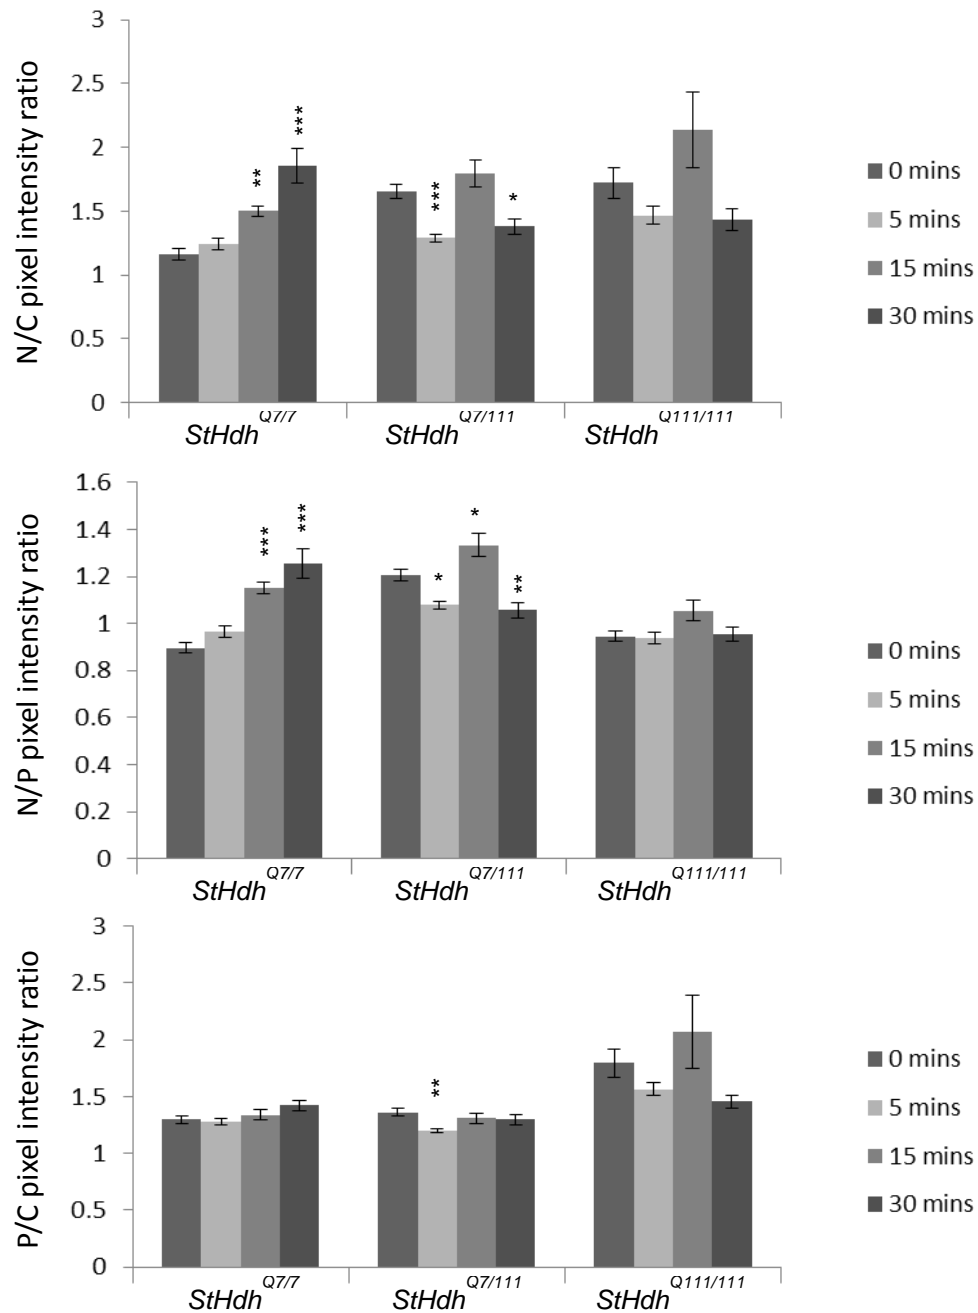 N/C pixel intensity ratio
3
2.5
2
1.5
1
0.5
0
** *** *** *
StHdh Q7/7
StHdh Q7/111
StHdh Q111/111
0 mins
5 mins
15 mins
30 mins
N/P pixel intensity ratio
1.6
1.4
1.2
1
0.8
0.6
0.4
0.2
0
*** *** * * **
StHdh Q7/7
StHdh Q7/111
StHdh Q111/111
0 mins
5 mins
15 mins
30 mins
P/C pixel intensity ratio
3
2.5
2
1.5
1
0.5
0
**
StHdh Q7/7
StHdh Q7/111
StHdh Q111/111
0 mins
5 mins
15 mins
30 mins